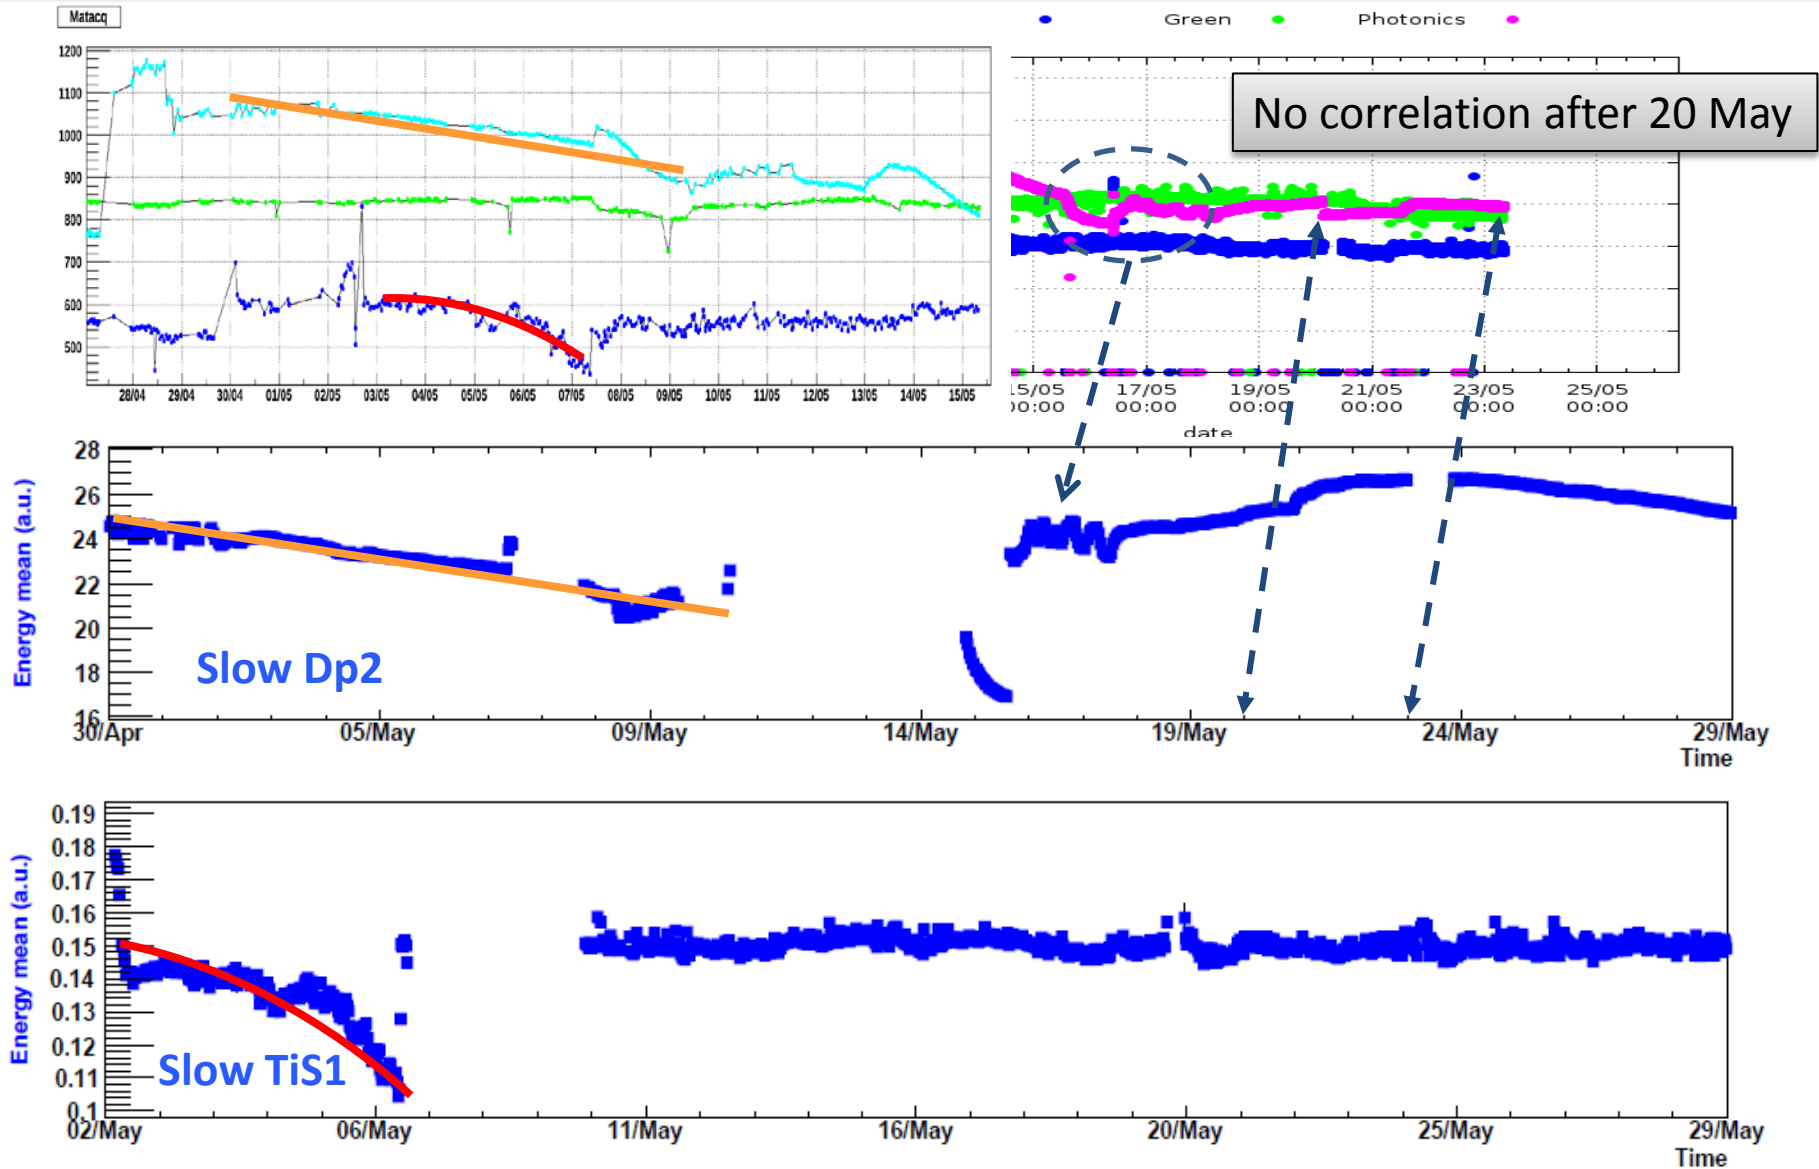 Matacq
Green Photonics
1200
1100
1000
900
800
700
600
500
28/04 29/04 30/04 01/05 02/05 03/05 04/05 05/05 06/05 07/05 08/05 09/05 10/05 11/05 12/05 13/05 14/05 15/05
No correlation after 20 May
15/05 17/05 19/05 21/05 23/05 25/05
00:00 00:00 00:00 00:00 00:00 00:00
date
Energy mean (a.u.)
28
26
24
22
20
18
16
Slow Dp2
30/Apr 05/May 09/May 14/May 19/May 24/May 29/May
Time
Energy mean (a.u.)
0.19
0.18
0.17
0.16
0.15
0.14
0.13
0.12
0.11
0.1
Slow TiS1
02/May 06/May 11/May 16/May 20/May 25/May 29/May
Time